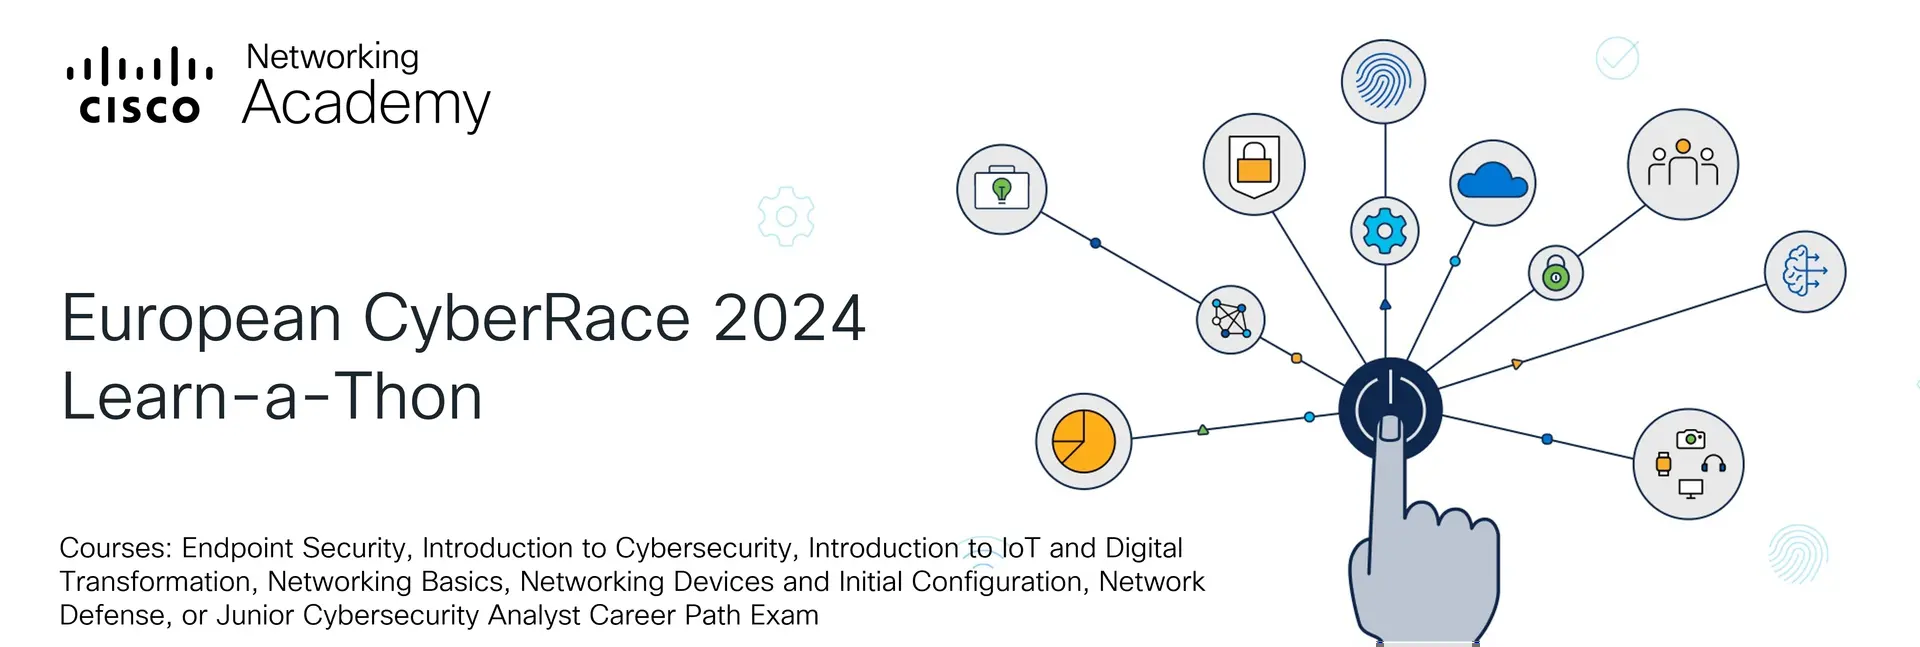 Networking
Academy
CISCO
European CyberRace 2024
Learn-a-Thon
Courses: Endpoint Security, Introduction to Cybersecurity, Introduction to IoT and Digital
Transformation, Networking Basics, Networking Devices and Initial Configuration, Network
Defense, or Junior Cybersecurity Analyst Career Path Exam